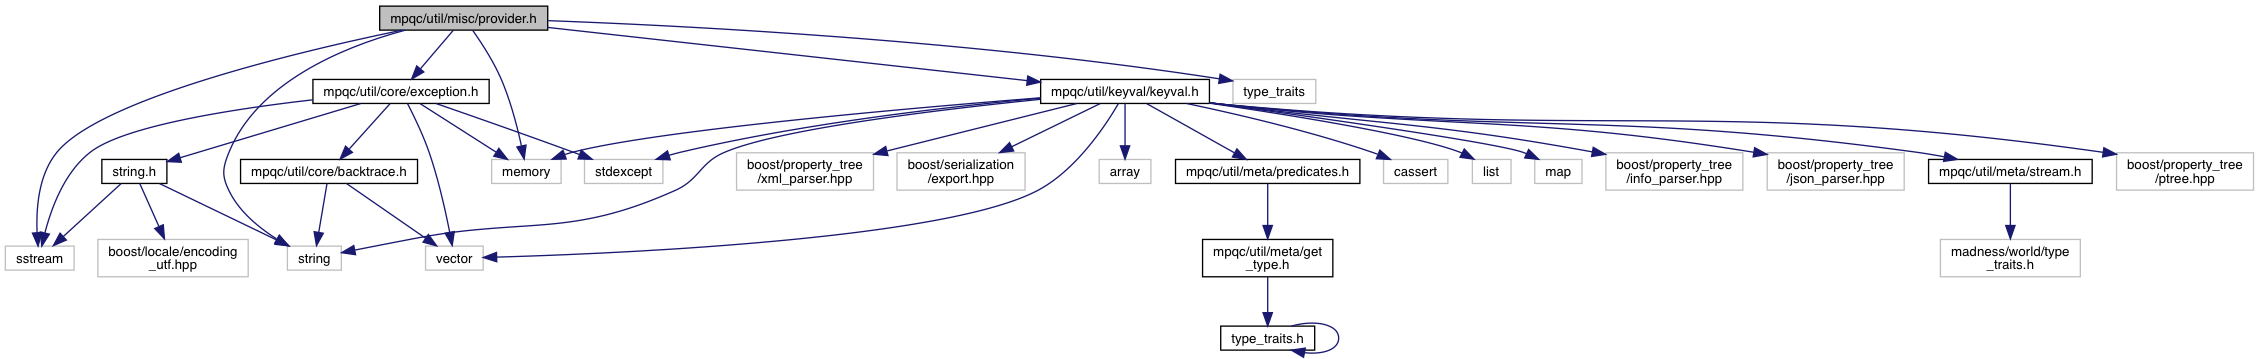 mpqc/util/misc/provider.h
mpqc/util/core/exception.h
mpqc/util/keyval/keyval.h
type_traits
string.h
mpqc/util/core/backtrace.h
memory
stdexcept
boost/property_tree
/xml_parser.hpp
boost/serialization
/export.hpp
array
mpqc/util/meta/predicates.h
cassert
list
map
boost/property_tree
/info_parser.hpp
boost/property_tree
/json_parser.hpp
mpqc/util/meta/stream.h
boost/property_tree
/ptree.hpp
sstream
boost/locale/encoding
_utf.hpp
string
vector
mpqc/util/meta/get
_type.h
madness/world/type
_traits.h
type_traits.h